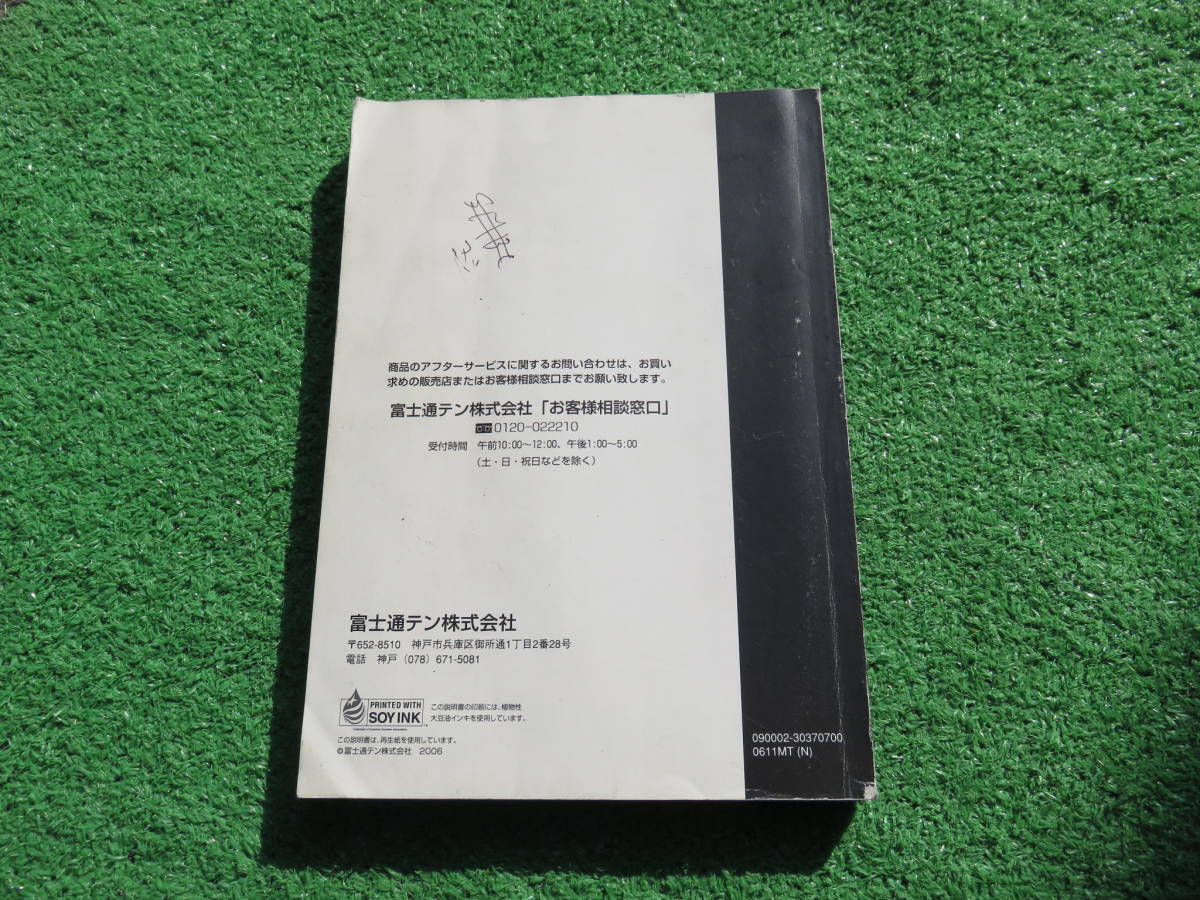 商品のアフターサービスに関するお問い合わせは、お買い
求めの販売店またはお客様相談窓口までお願い致します。
富士通テン株式会社「お客様相談窓口」
0120-022210
受付時間　午前10:00〜12:00、午後1:00〜5:00
（土・日・祝日などを除く）
富士通テン株式会社
〒652-8510　神戸市兵庫区御所通1丁目2番28号
電話　神戸（078）671-5081
PRINTED WITH
SOY INK
この説明書の印刷には、植物性
大豆油インキを使用しています。
この説明書は、再生紙を使用しています。
©富士通テン株式会社　2006
090002-30370700
0611MT (N)